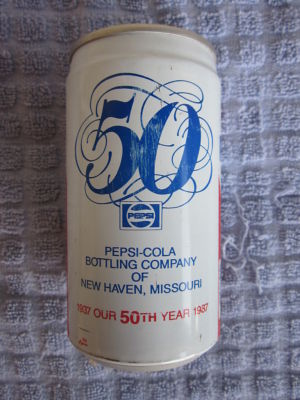 50
PEPSI
PEPSI-COLA
BOTTLING COMPANY
OF
NEW HAVEN, MISSOURI
1937 OUR 50TH YEAR 1987